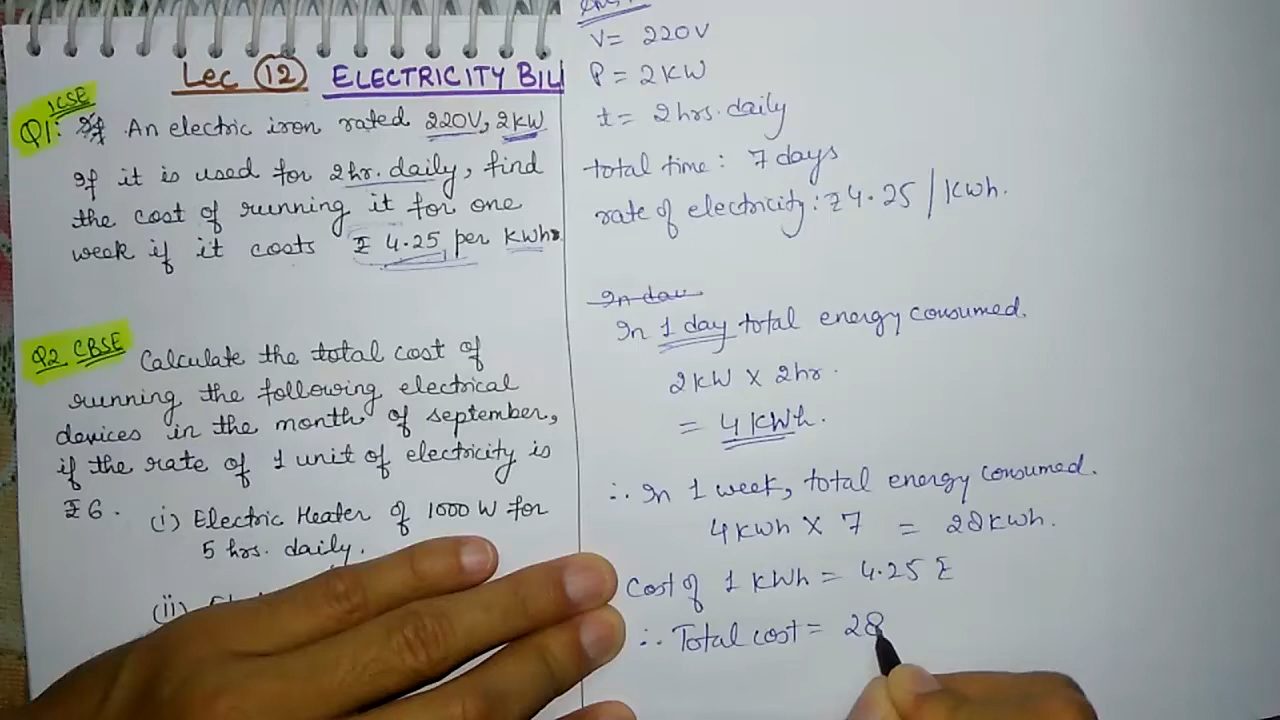 Lec 12 ELECTRICITY BILL
ICSE
Q1: An electric iron rated 220V, 2KW
If it is used for 2hr. daily, find
the cost of running it for one
week if it costs ₹ 4.25 per KWh.
Q2 CBSE Calculate the total cost of
running the following electrical
devices in the month of september,
if the rate of 1 unit of electricity is
₹ 6.
(i) Electric Heater of 1000 W for
5 hrs. daily.
(ii)
V = 220V
P = 2KW
t = 2hrs. daily
total time: 7 days
rate of electricity: ₹4.25 / KWh.
In 1 day total energy consumed.
2KW X 2hr.
= 4 KWh.
∴ In 1 week, total energy consumed.
4KWh X 7 = 28KWh.
Cost of 1 KWh = 4.25 ₹
∴ Total cost = 28